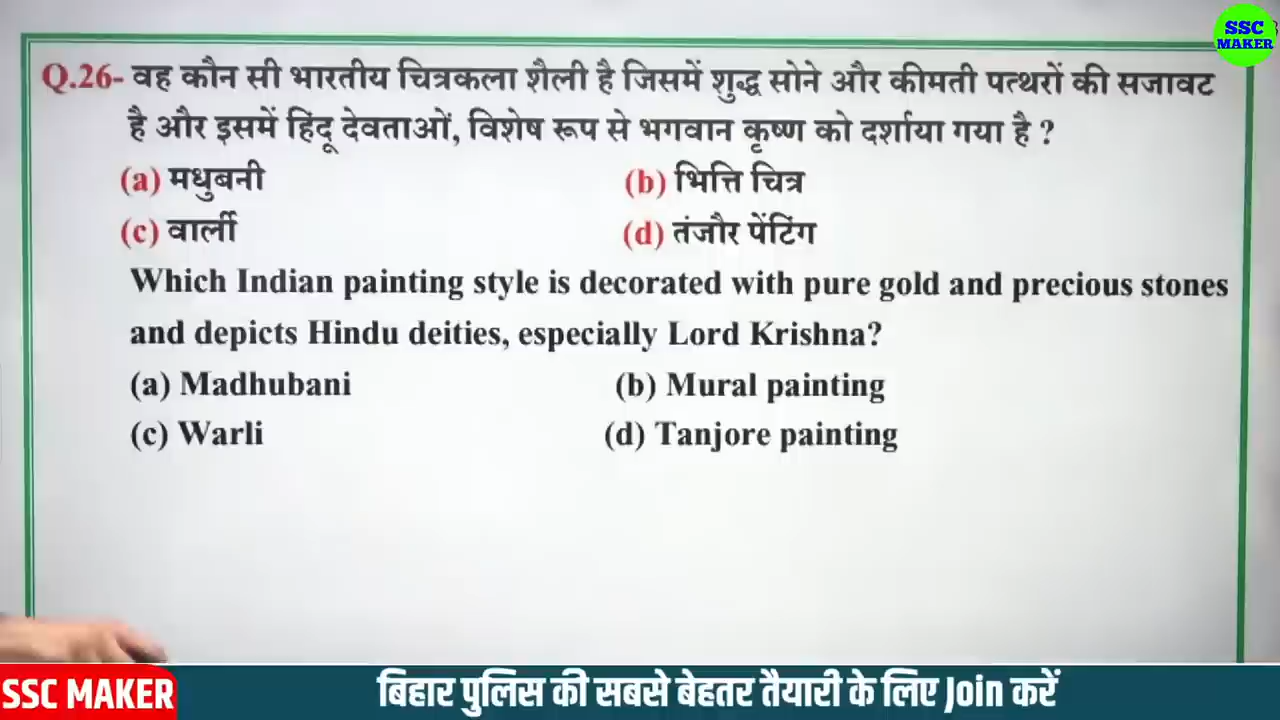 SSC
MAKER
Q.26- वह कौन सी भारतीय चित्रकला शैली है जिसमें शुद्ध सोने और कीमती पत्थरों की सजावट
है और इसमें हिंदू देवताओं, विशेष रूप से भगवान कृष्ण को दर्शाया गया है ?
(a) मधुबनी (b) भित्ति चित्र
(c) वार्ली (d) तंजौर पेंटिंग
Which Indian painting style is decorated with pure gold and precious stones
and depicts Hindu deities, especially Lord Krishna?
(a) Madhubani (b) Mural painting
(c) Warli (d) Tanjore painting
SSC MAKER बिहार पुलिस की सबसे बेहतर तैयारी के लिए Join करें